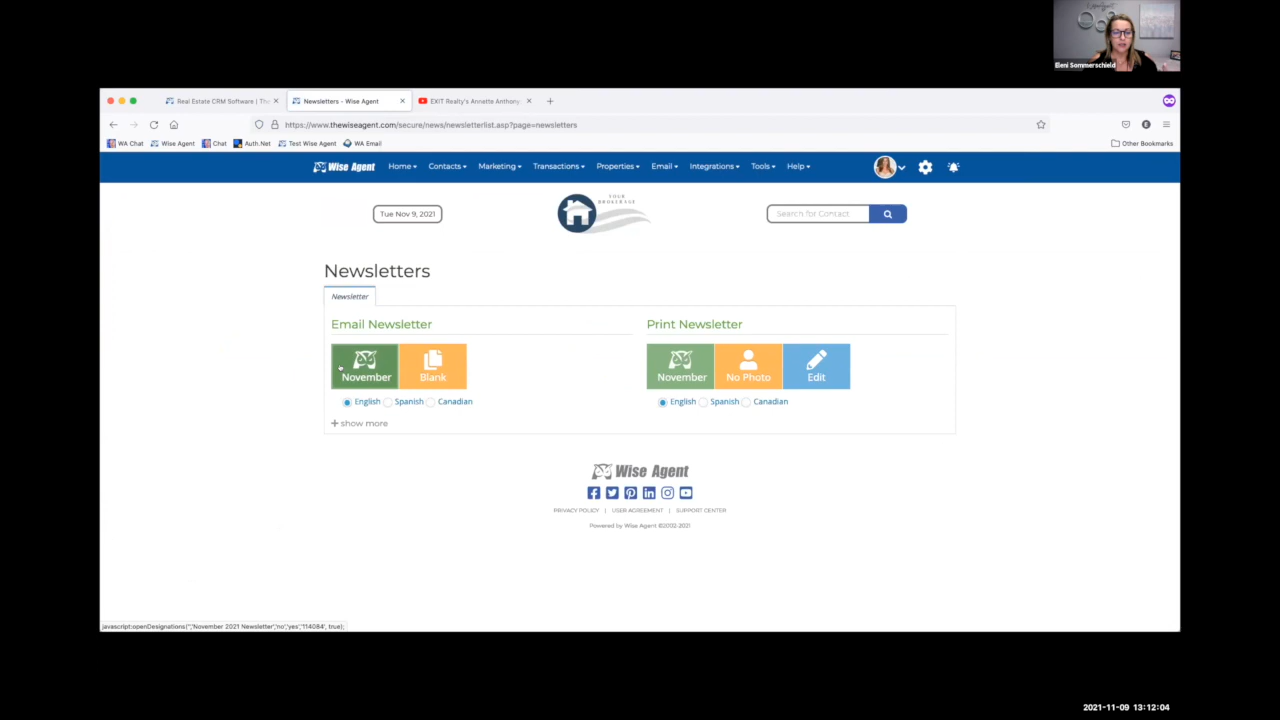 Eleni Sommerschield
Real Estate CRM Software | The
Newsletters - Wise Agent
EXIT Realty's Annette Anthony:
https://www.thewiseagent.com/secure/news/newsletterlist.asp?page=newsletters
WA Chat
Wise Agent
Chat
Auth.Net
Test Wise Agent
WA Email
Other Bookmarks
Wise Agent
Home
Contacts
Marketing
Transactions
Properties
Email
Integrations
Tools
Help
Tue Nov 9, 2021
YOUR
BROKERAGE
Search for Contact
Newsletters
Newsletter
Email Newsletter
Print Newsletter
November
Blank
November
No Photo
Edit
English
Spanish
Canadian
English
Spanish
Canadian
+ show more
Wise Agent
PRIVACY POLICY | USER AGREEMENT | SUPPORT CENTER
Powered by Wise Agent ©2002-2021
javascript:openDesignations('','November 2021 Newsletter','no','yes','114084', true);
2021-11-09 13:12:04